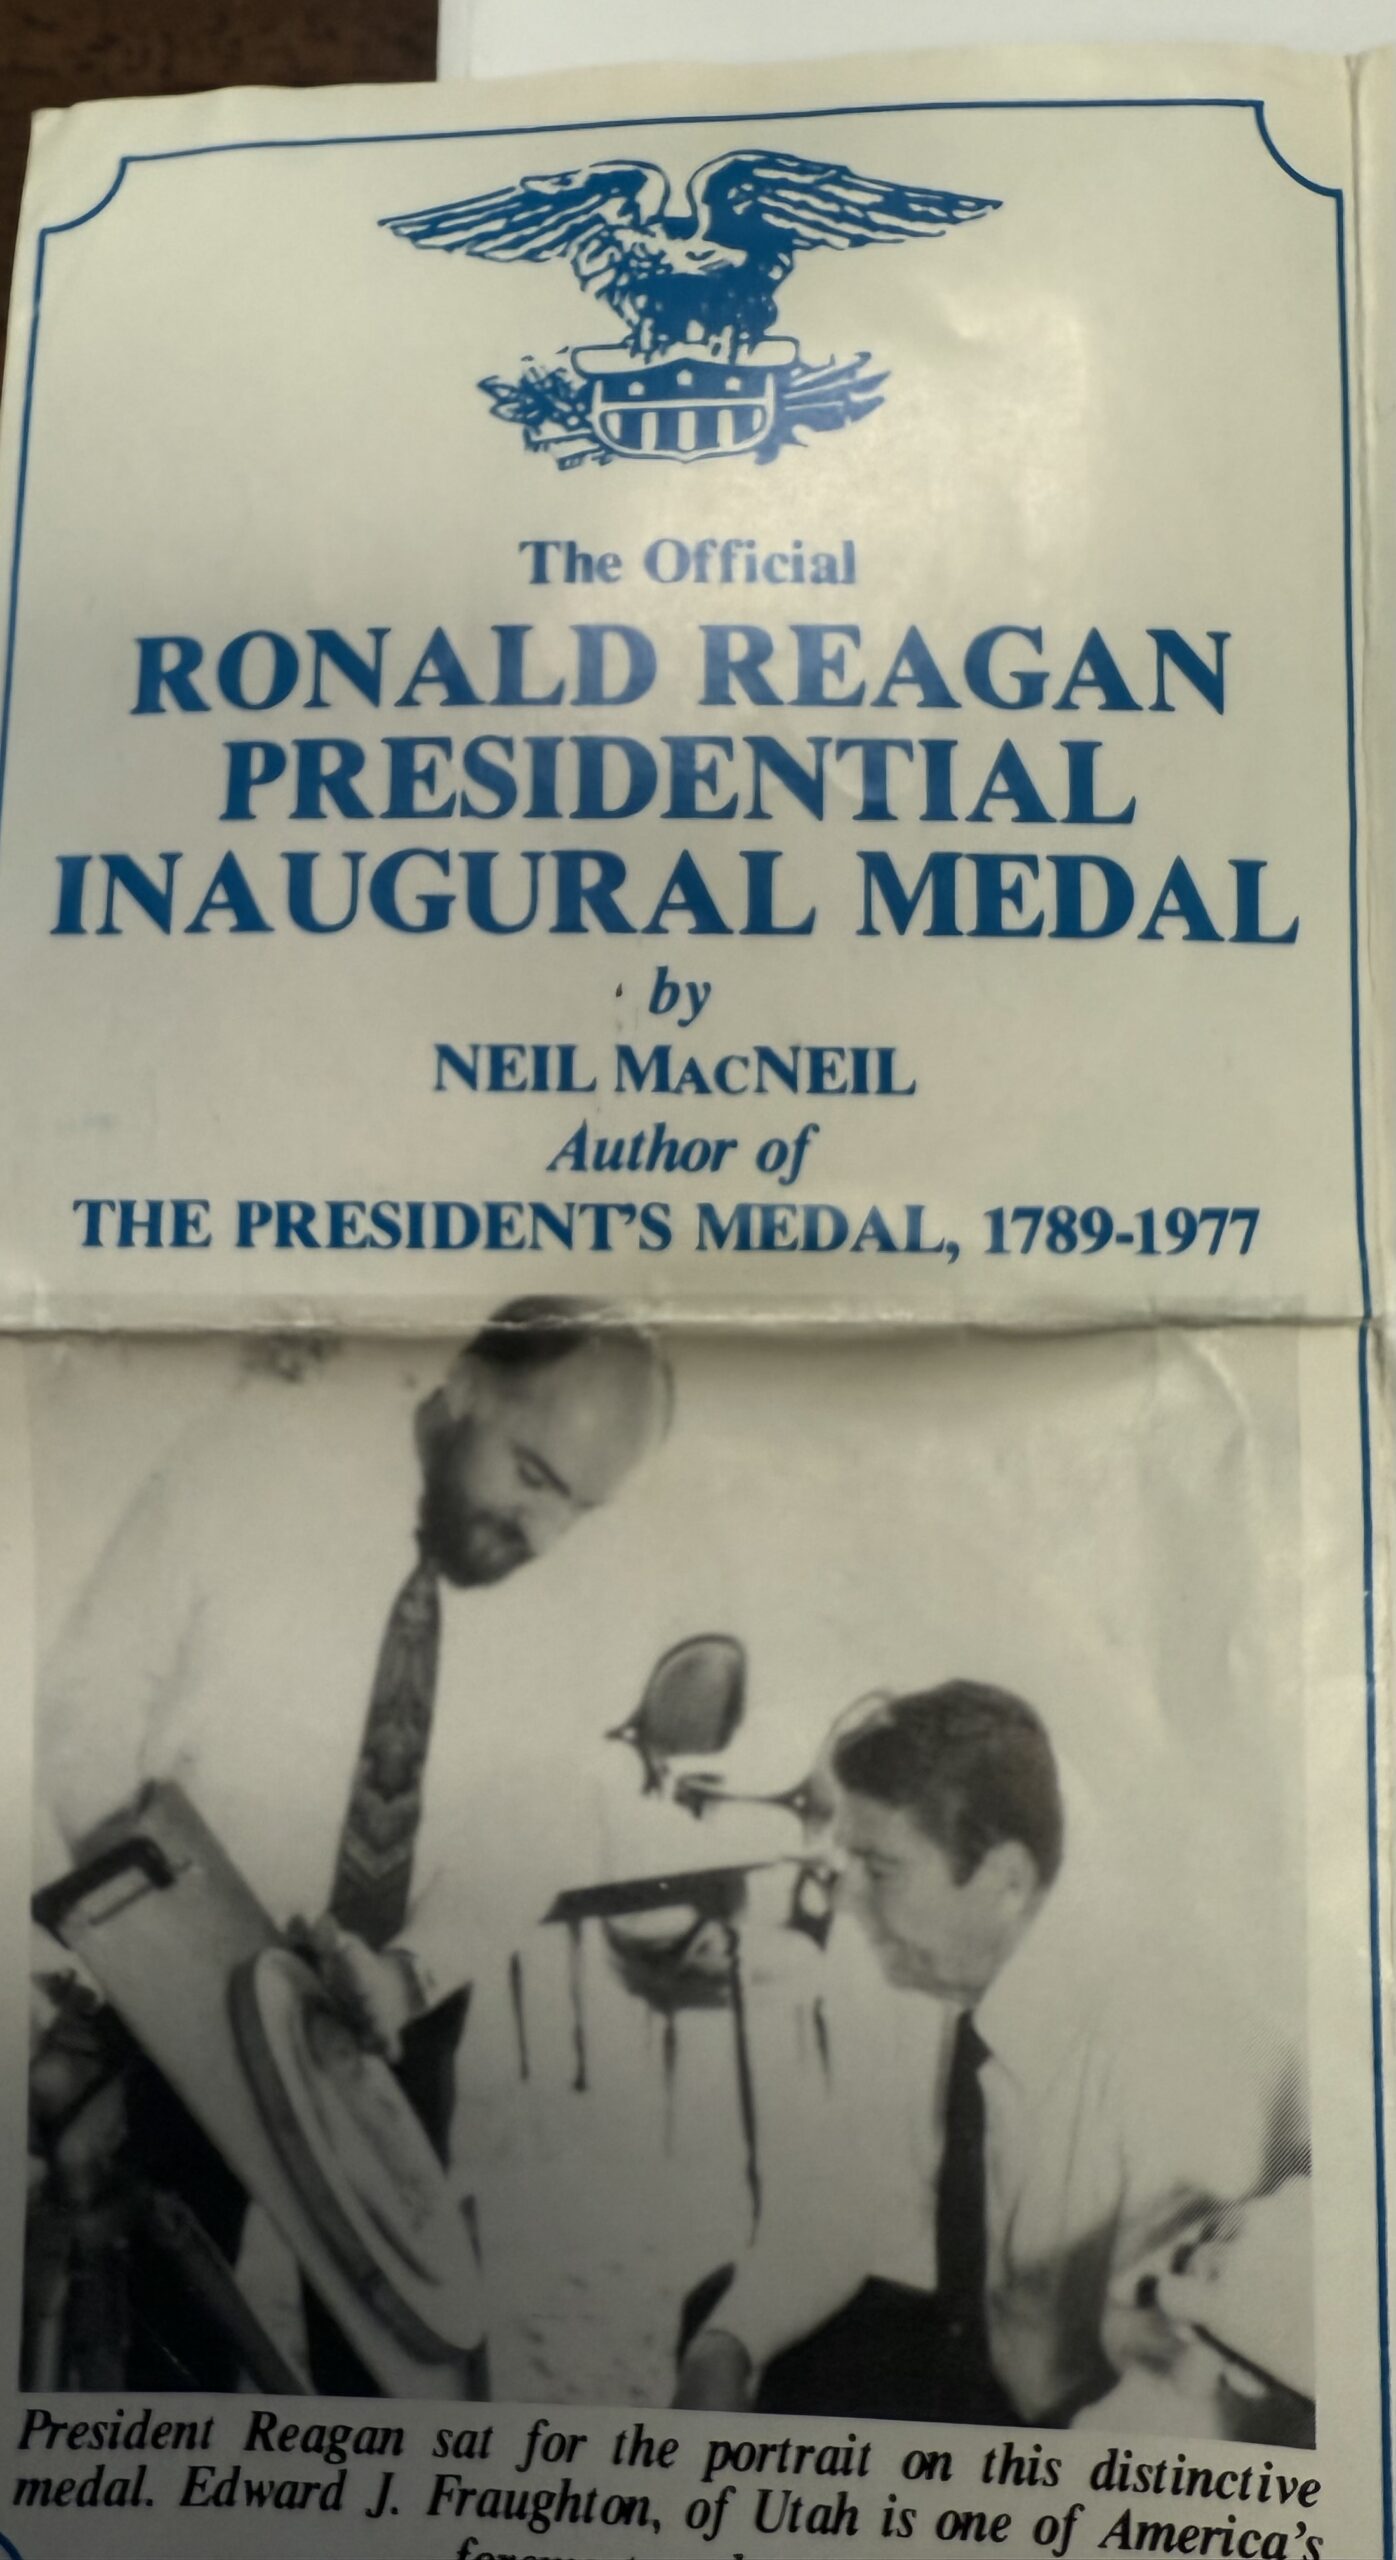 The Official
RONALD REAGAN
PRESIDENTIAL
INAUGURAL MEDAL
by
NEIL MACNEIL
Author of
THE PRESIDENT'S MEDAL, 1789-1977
President Reagan sat for the portrait on this distinctive
medal. Edward J. Fraughton, of Utah is one of America's